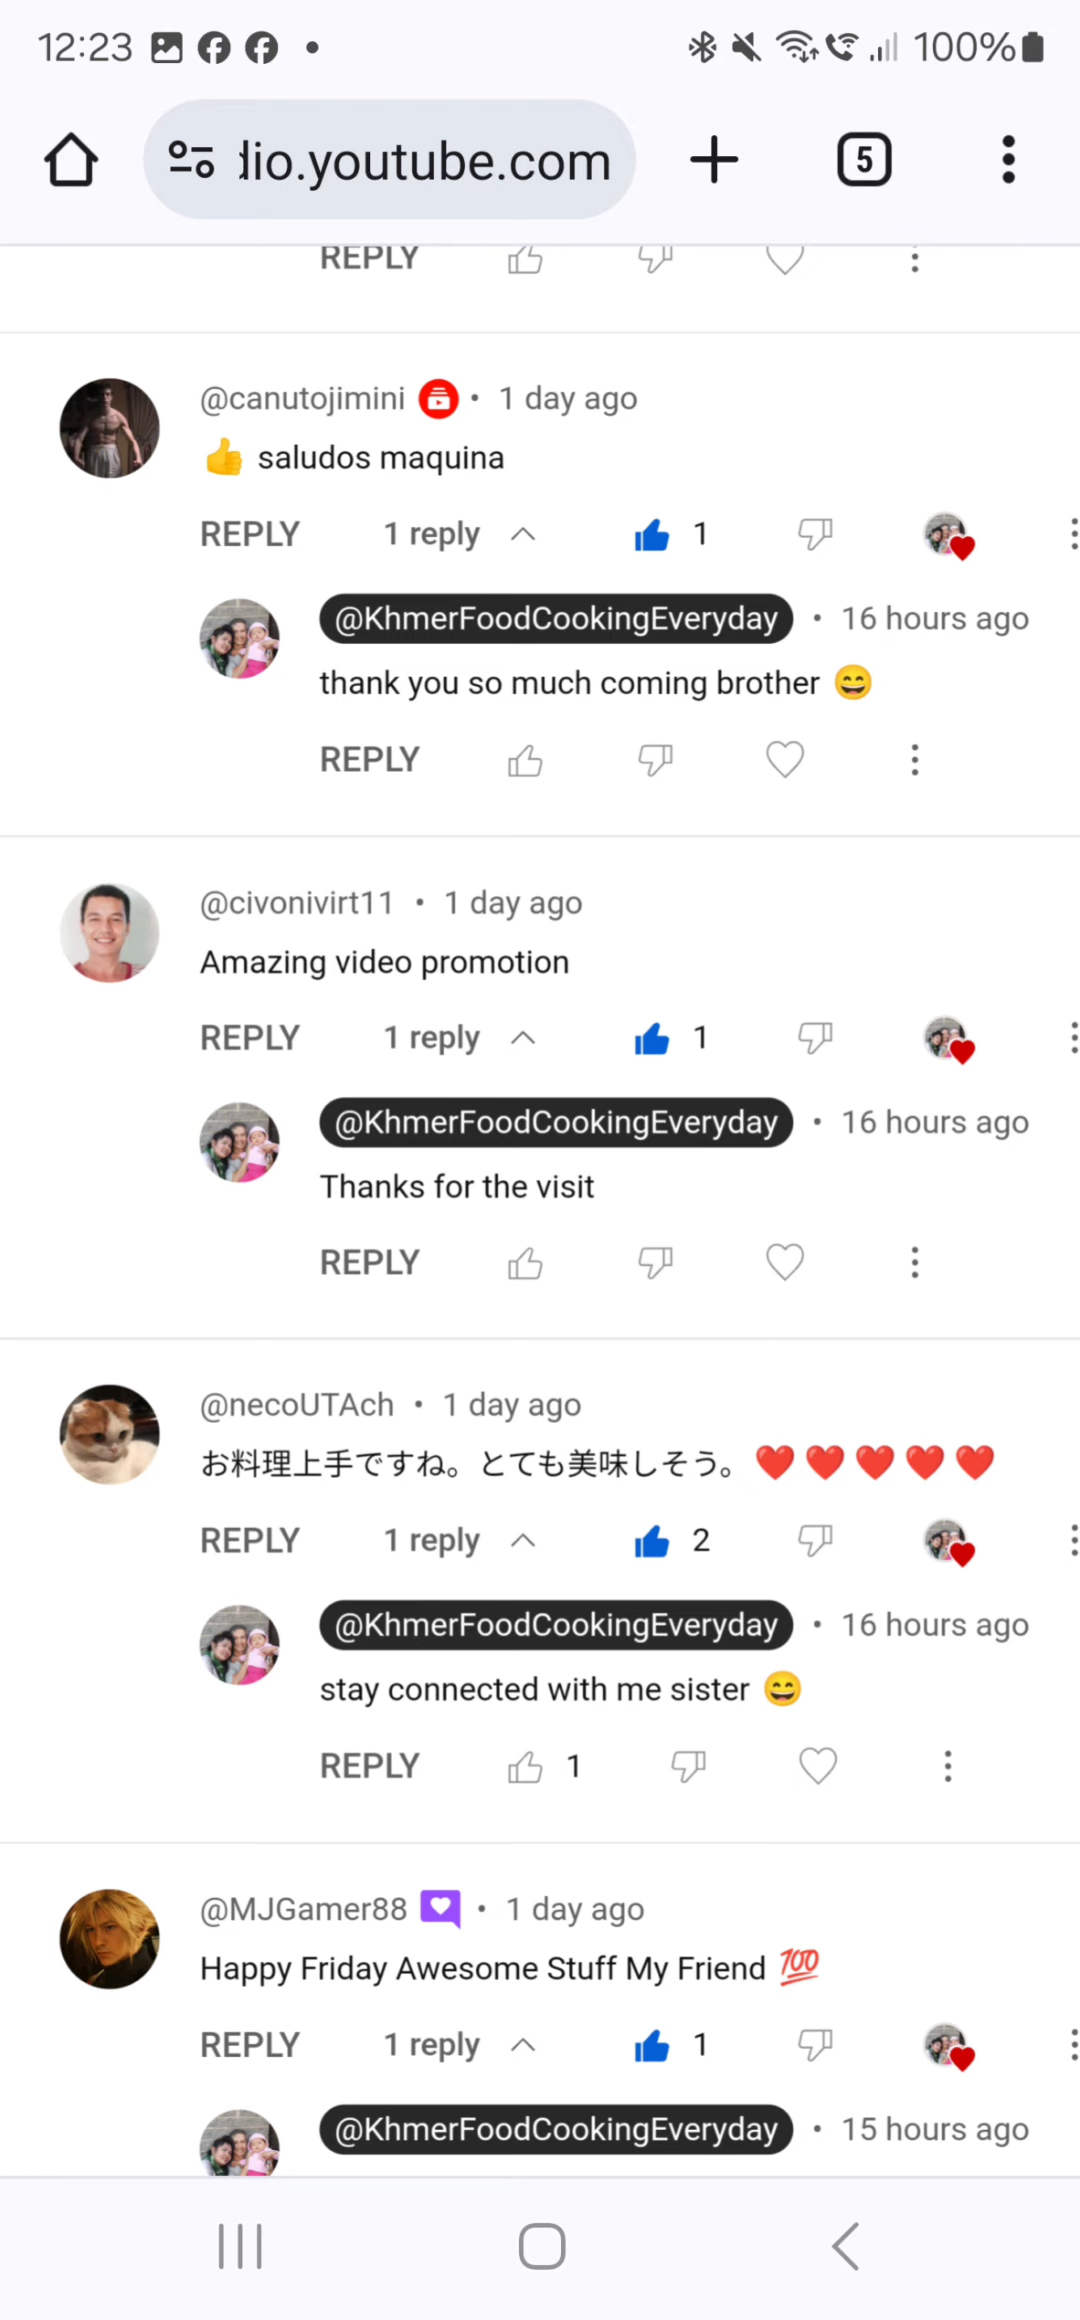 12:23 100%
lio.youtube.com 5
REPLY
@canutojimini • 1 day ago
👍 saludos maquina
REPLY 1 reply 1
@KhmerFoodCookingEveryday • 16 hours ago
thank you so much coming brother 😄
REPLY
@civonivirt11 • 1 day ago
Amazing video promotion
REPLY 1 reply 1
@KhmerFoodCookingEveryday • 16 hours ago
Thanks for the visit
REPLY
@necoUTAch • 1 day ago
お料理上手ですね。とても美味しそう。❤️❤️❤️❤️❤️
REPLY 1 reply 2
@KhmerFoodCookingEveryday • 16 hours ago
stay connected with me sister 😄
REPLY 1
@MJGamer88 • 1 day ago
Happy Friday Awesome Stuff My Friend 💯
REPLY 1 reply 1
@KhmerFoodCookingEveryday • 15 hours ago